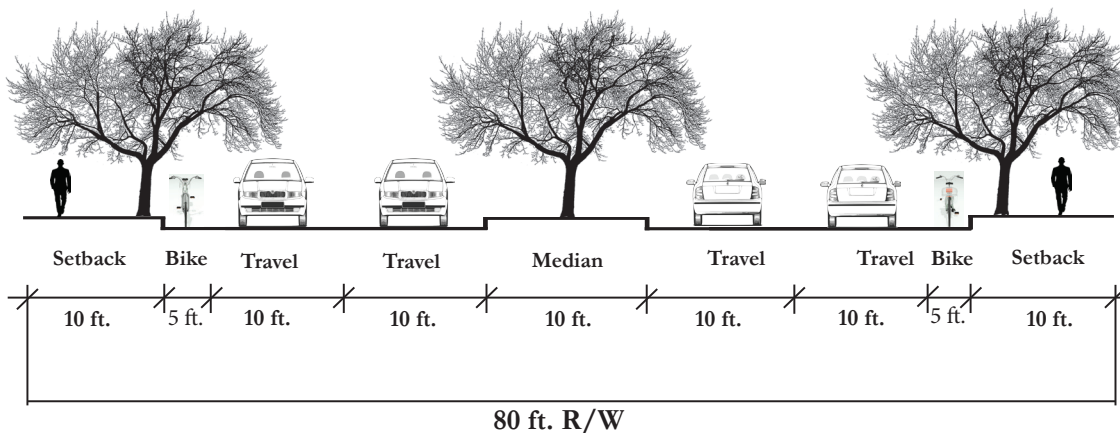 Setback Bike Travel Travel Median Travel Travel Bike Setback
10 ft. 5 ft. 10 ft. 10 ft. 10 ft. 10 ft. 10 ft. 5 ft. 10 ft.
80 ft. R/W